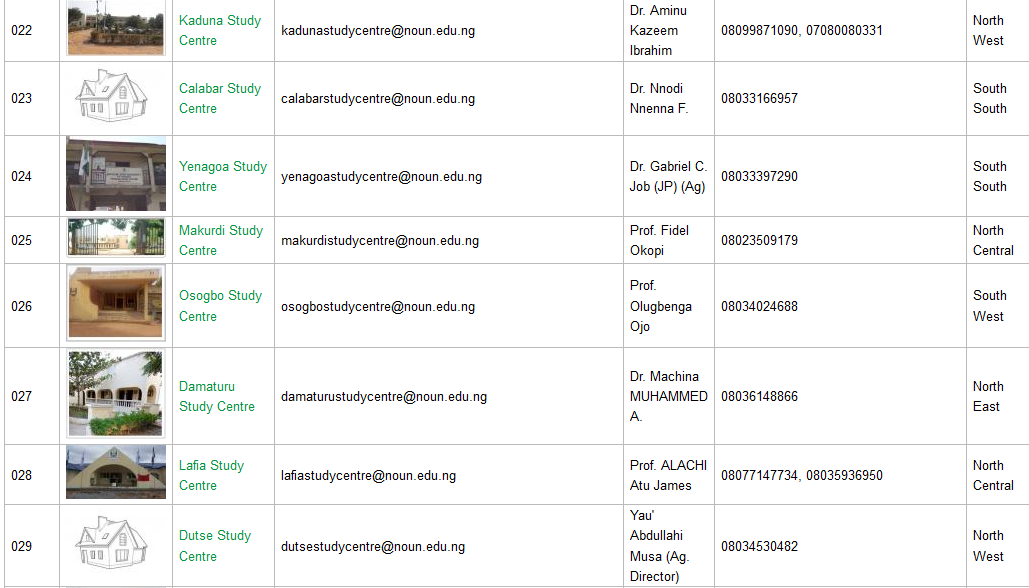 022
Kaduna Study
Centre
kadunastudycentre@noun.edu.ng
Dr. Aminu
Kazeem
Ibrahim
08099871090, 07080080331
North
West
023
Calabar Study
Centre
calabarstudycentre@noun.edu.ng
Dr. Nnodi
Nnenna F.
08033166957
South
South
024
Yenagoa Study
Centre
yenagoastudycentre@noun.edu.ng
Dr. Gabriel C.
Job (JP) (Ag)
08033397290
South
South
025
Makurdi Study
Centre
makurdistudycentre@noun.edu.ng
Prof. Fidel
Okopi
08023509179
North
Central
026
Osogbo Study
Centre
osogbostudycentre@noun.edu.ng
Prof.
Olugbenga
Ojo
08034024688
South
West
027
Damaturu
Study Centre
damaturustudycentre@noun.edu.ng
Dr. Machina
MUHAMMED
A.
08036148866
North
East
028
Lafia Study
Centre
lafiastudycentre@noun.edu.ng
Prof. ALACHI
Atu James
08077147734, 08035936950
North
Central
029
Dutse Study
Centre
dutsestudycentre@noun.edu.ng
Yau'
Abdullahi
Musa (Ag.
Director)
08034530482
North
West